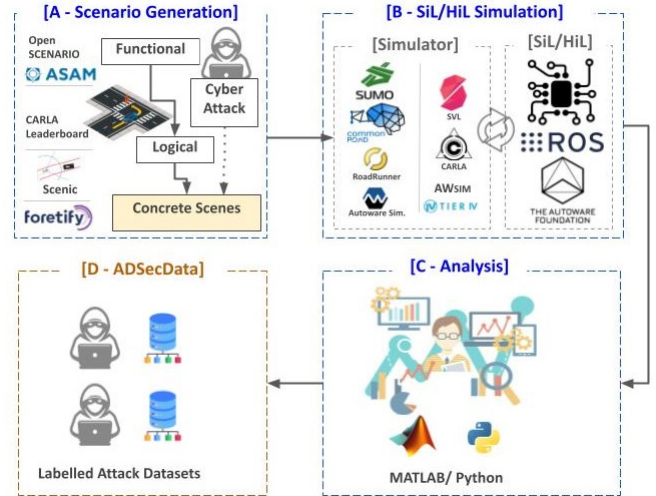 [A - Scenario Generation]
Open
SCENARIO
ASAM
CARLA
Leaderboard
Scenic
foretify
Functional
Cyber
Attack
Logical
Concrete Scenes
[B - SiL/HiL Simulation]
[Simulator]
SUMO
common
ROAD
RoadRunner
Autoware Sim.
SVL
CARLA
AWSIM
TIER IV
[SiL/HiL]
ROS
THE AUTOWARE
FOUNDATION
[D - ADSecData]
Labelled Attack Datasets
[C - Analysis]
MATLAB/ Python